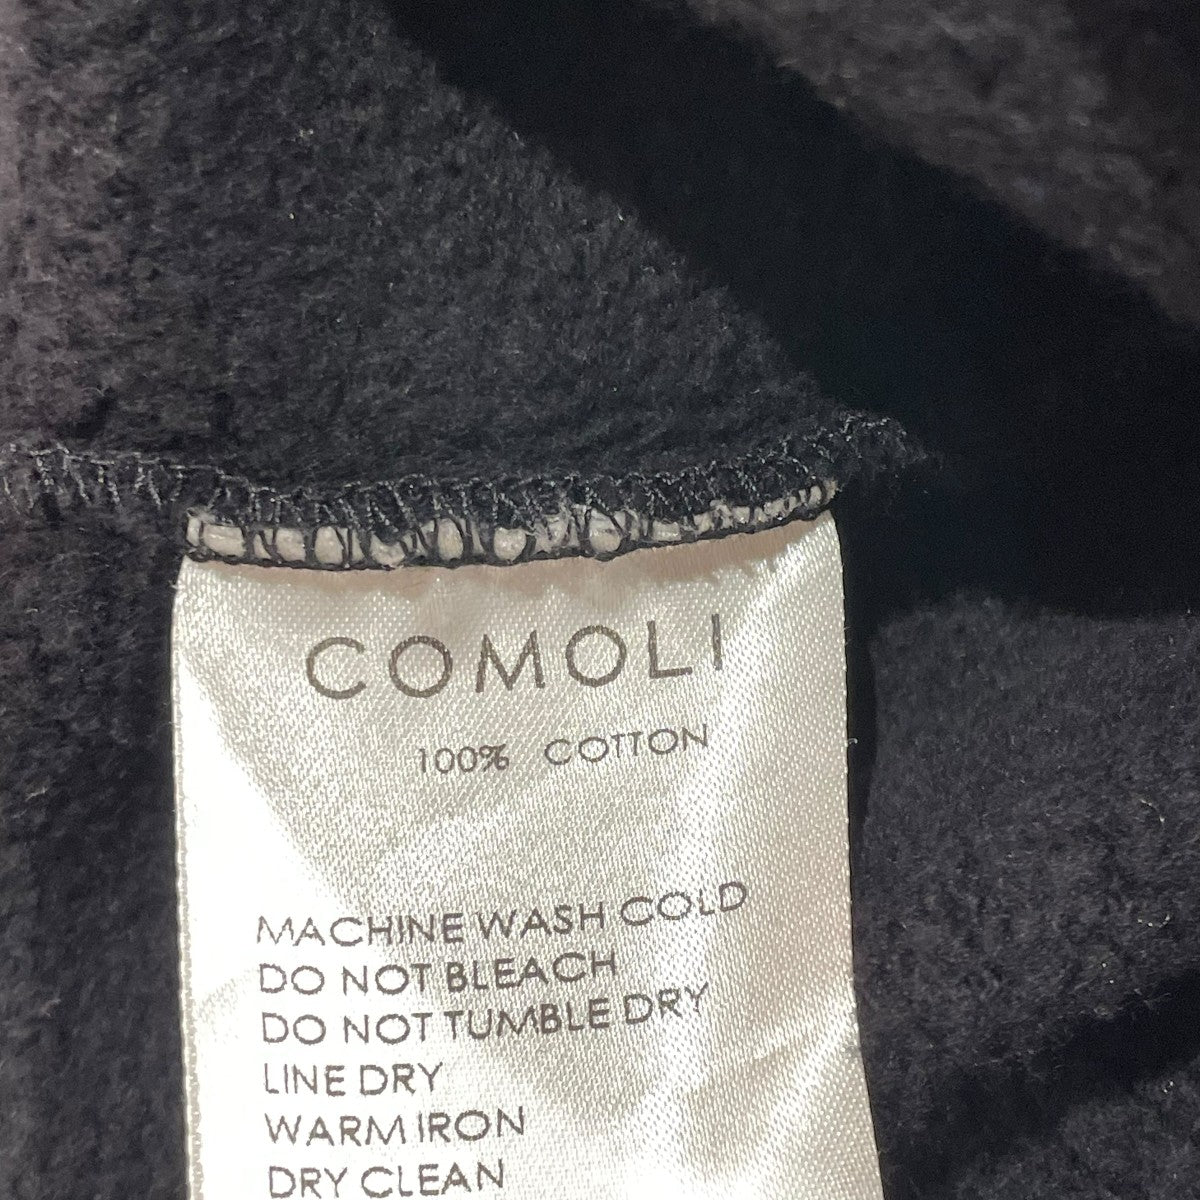 COMOLI
100% COTTON
MACHINE WASH COLD
DO NOT BLEACH
DO NOT TUMBLE DRY
LINE DRY
WARM IRON
DRY CLEAN